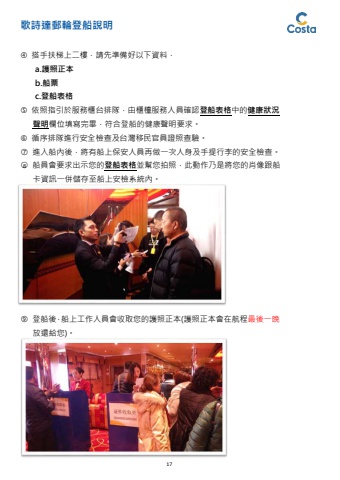 歌詩達郵輪登船說明
Costa
④ 搭手扶梯上二樓，請先準備好以下資料，
a.護照正本
b.船票
c.登船表格
⑤ 依照指引於服務櫃台排隊，由櫃檯服務人員確認登船表格中的健康狀況
聲明欄位填寫完畢，符合登船的健康聲明要求。
⑥ 循序排隊進行安全檢查及台灣移民官員證照查驗。
⑦ 進入船內後，將有船上保安人員再做一次人身及手提行李的安全檢查。
⑧ 船員會要求出示您的登船表格並幫您拍照，此動作乃是將您的肖像跟船
卡資訊一併儲存至船上安檢系統內。
⑨ 登船後，船上工作人員會收取您的護照正本(護照正本會在航程最後一晚
放還給您)。
17